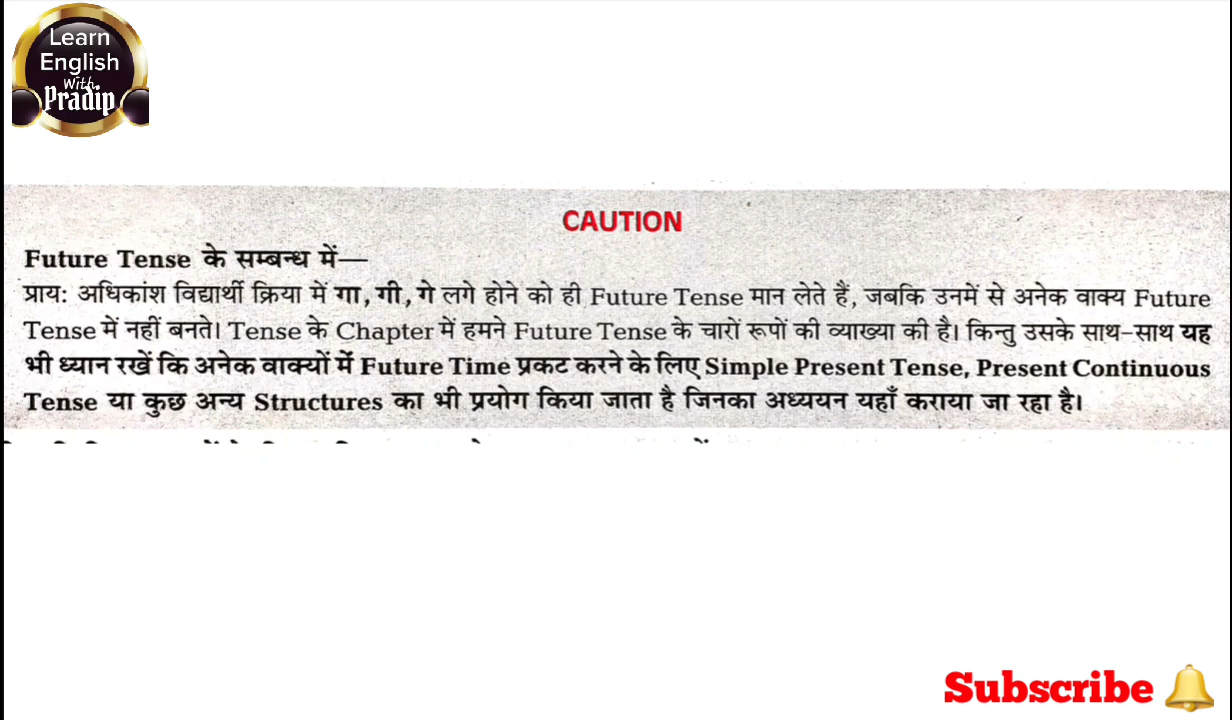 Learn
English
With
Pradip
CAUTION
Future Tense के सम्बन्ध में—
प्राय: अधिकांश विद्यार्थी क्रिया में गा, गी, गे लगे होने को ही Future Tense मान लेते हैं, जबकि उनमें से अनेक वाक्य Future
Tense में नहीं बनते। Tense के Chapter में हमने Future Tense के चारों रूपों की व्याख्या की है। किन्तु उसके साथ-साथ यह
भी ध्यान रखें कि अनेक वाक्यों में Future Time प्रकट करने के लिए Simple Present Tense, Present Continuous
Tense या कुछ अन्य Structures का भी प्रयोग किया जाता है जिनका अध्ययन यहाँ कराया जा रहा है।
Subscribe